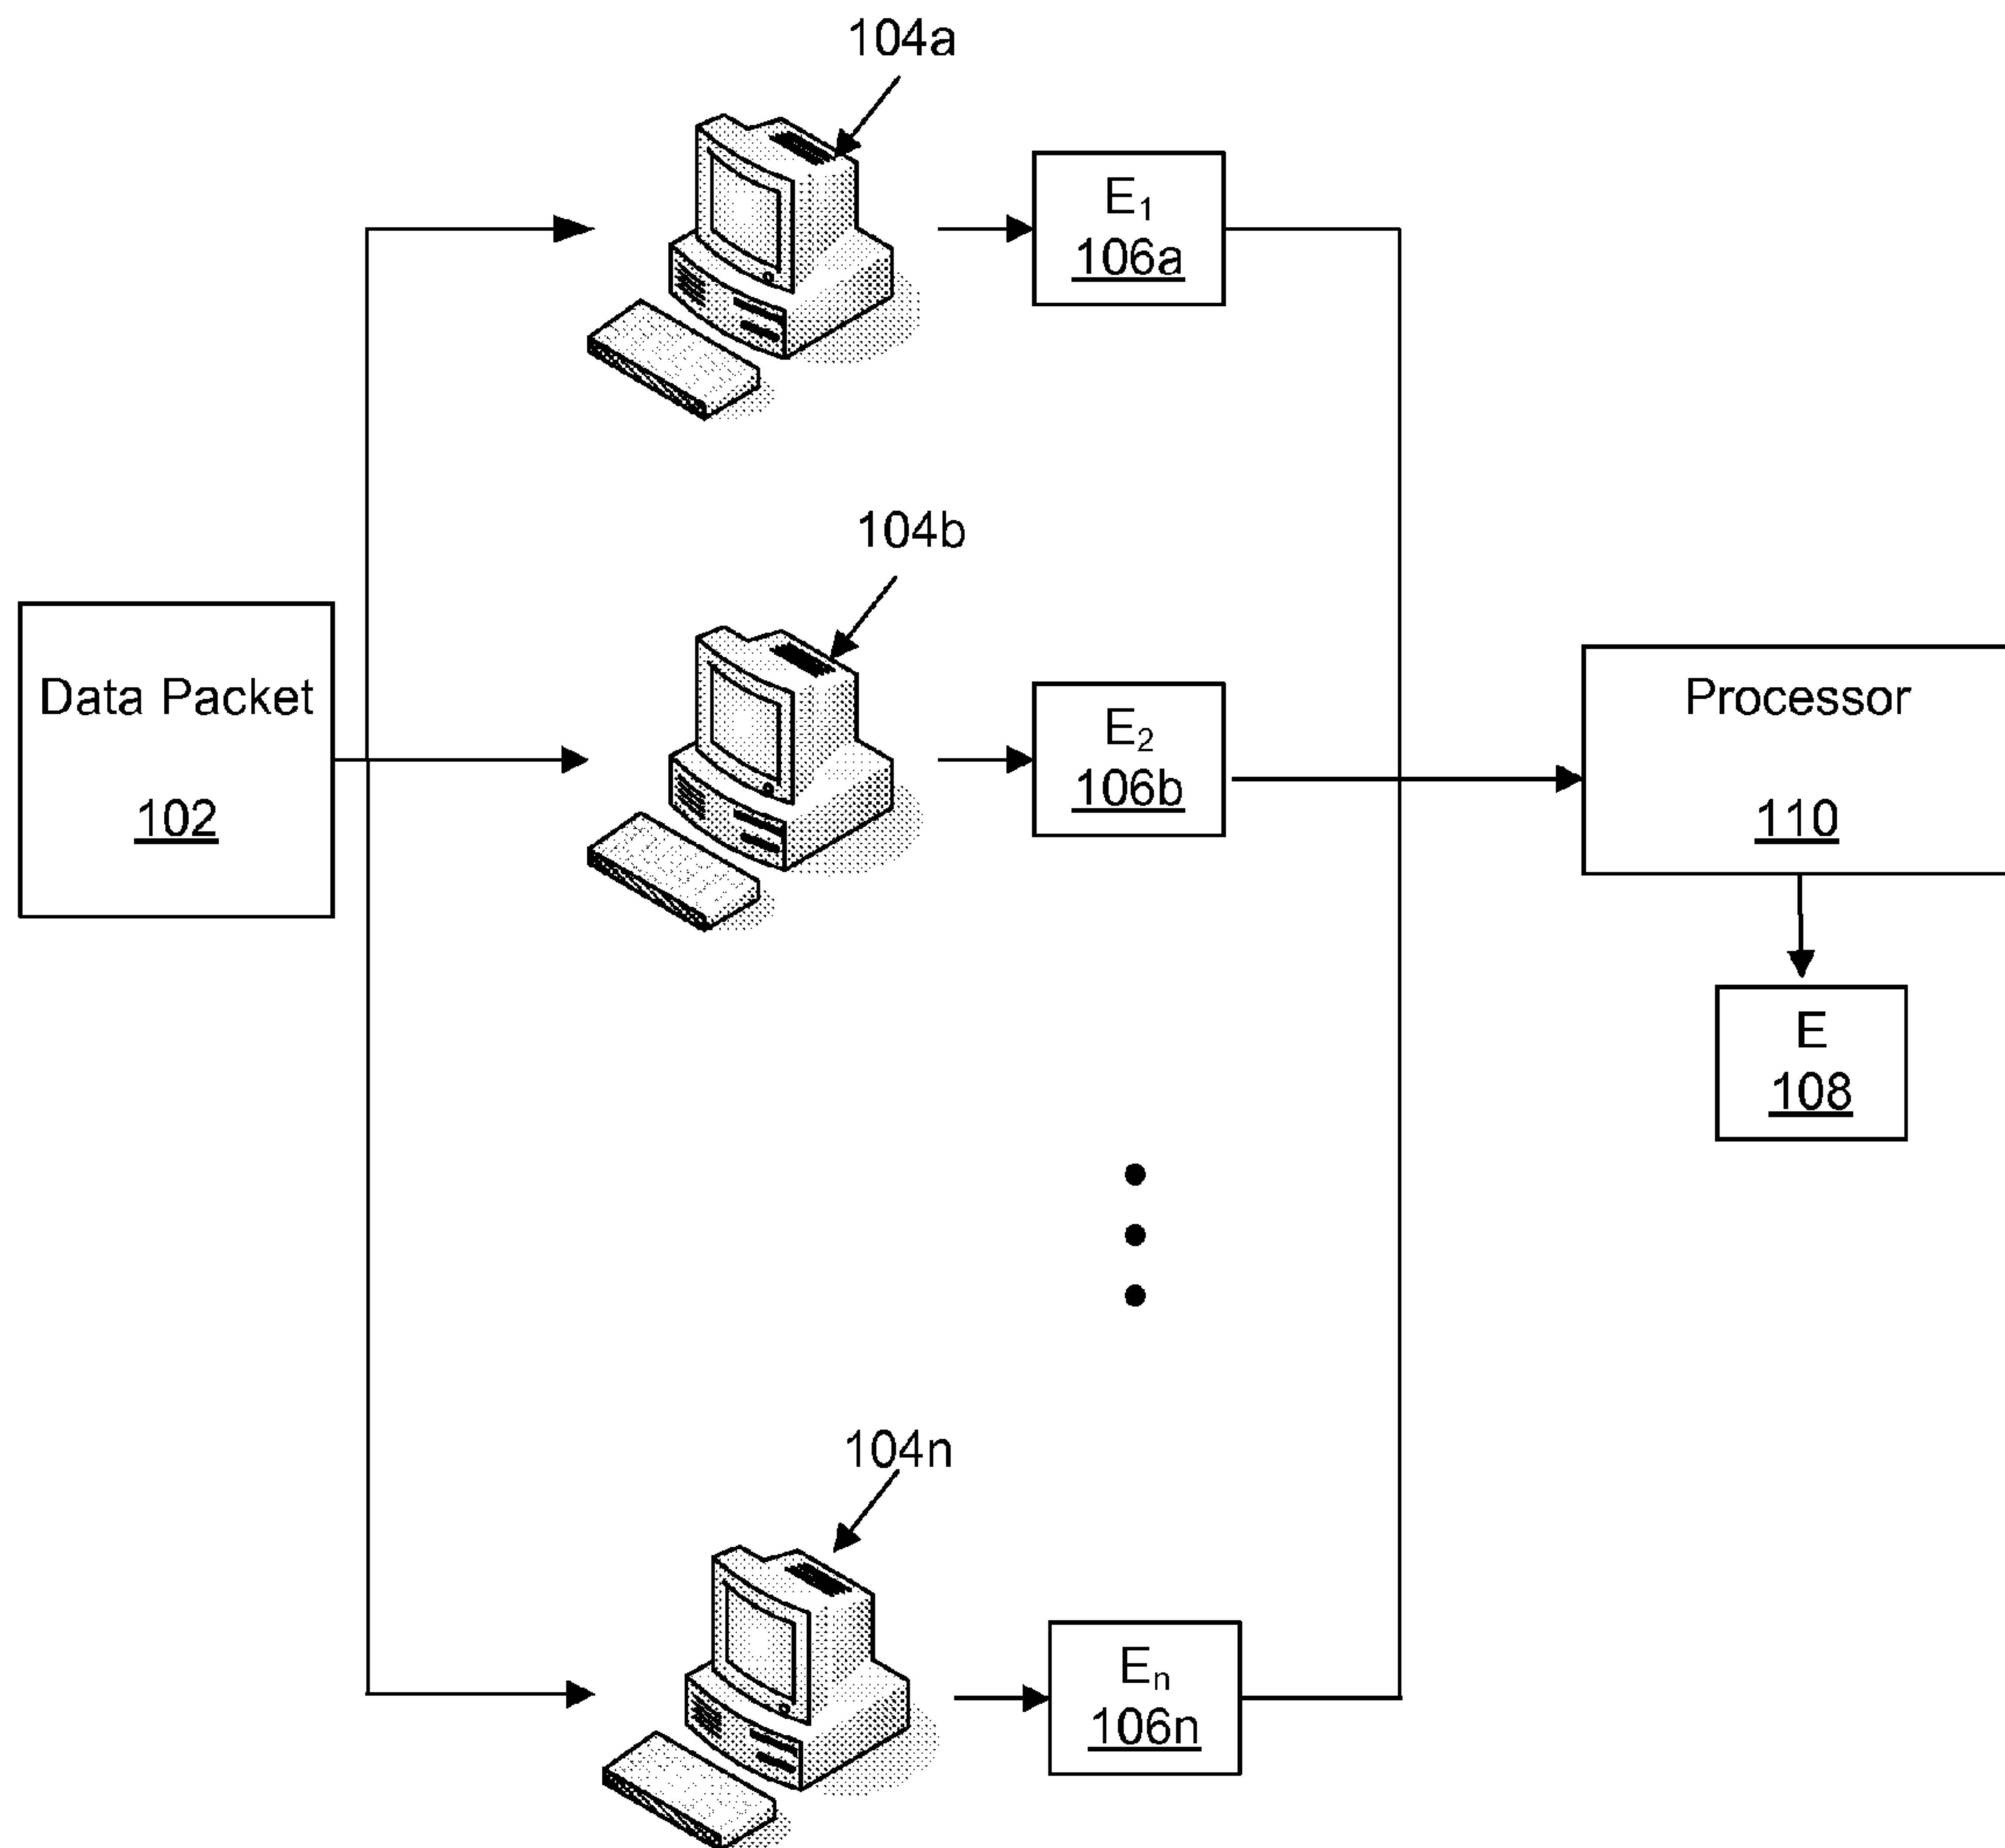 104a
E₁
106a
104b
Data Packet
102
E₂
106b
Processor
110
E
108
104n
Eₙ
106n